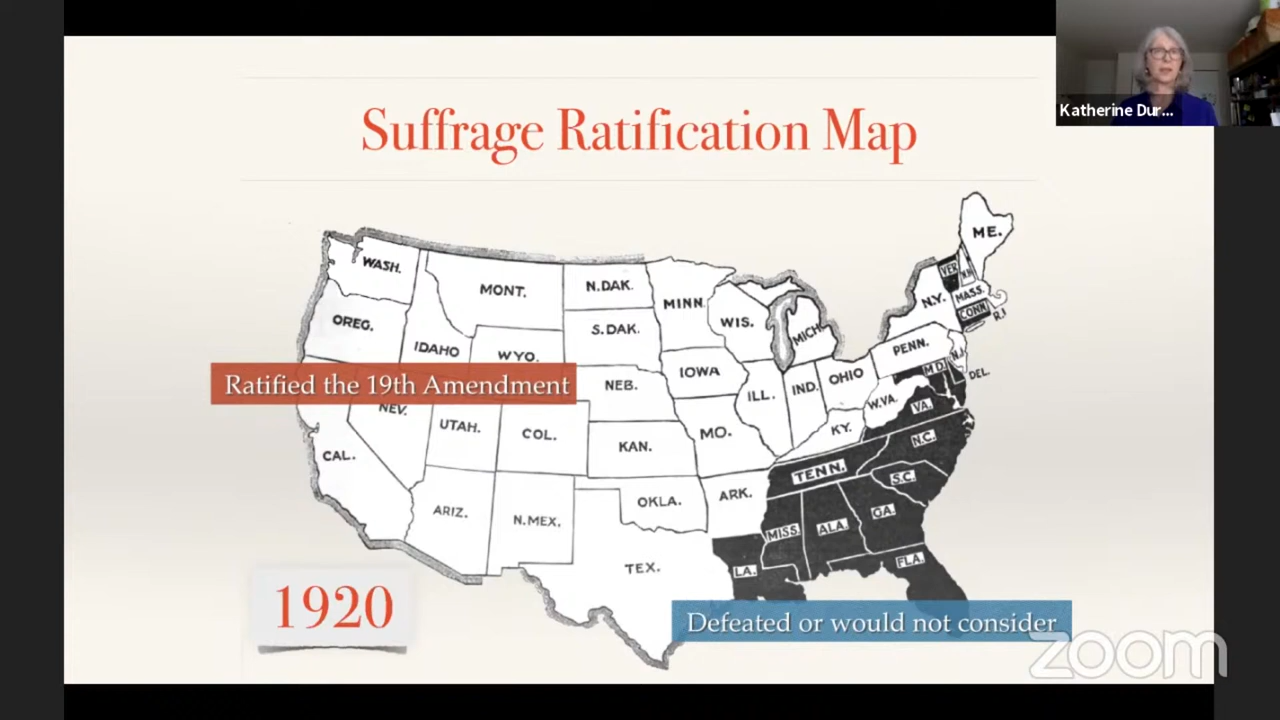 Katherine Dur...
Suffrage Ratification Map
ME.
WASH.
MONT.
N.DAK.
MINN.
VER.
N.H.
OREG.
IDAHO
WYO.
S.DAK.
WIS.
MICH.
N.Y.
MASS.
CONN.
R.I.
Ratified the 19th Amendment
NEB.
IOWA
ILL.
IND.
OHIO
PENN.
N.J.
M D.
DEL.
NEV.
UTAH.
COL.
KAN.
MO.
KY.
W.VA.
VA.
CAL.
ARIZ.
N.MEX.
OKLA.
ARK.
TENN.
N.C.
S.C.
TEX.
LA.
MISS.
ALA.
GA.
FLA.
1920
Defeated or would not consider
zoom